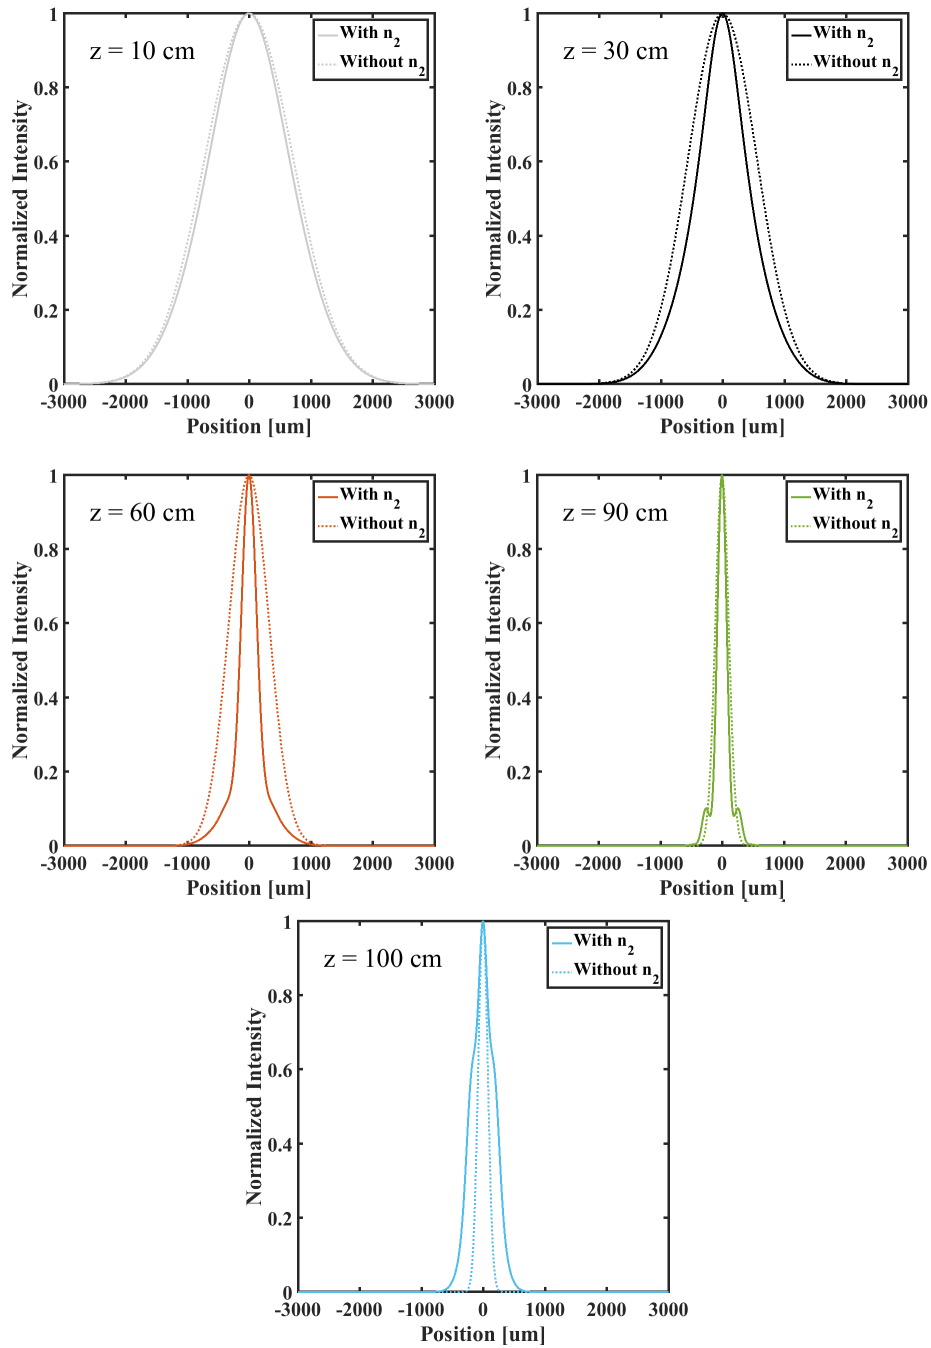 z = 10 cm
With n2
Without n2
Normalized Intensity
1
0.8
0.6
0.4
0.2
0
-3000 -2000 -1000 0 1000 2000 3000
Position [um]
z = 30 cm
With n2
Without n2
Normalized Intensity
1
0.8
0.6
0.4
0.2
0
-3000 -2000 -1000 0 1000 2000 3000
Position [um]
z = 60 cm
With n2
Without n2
Normalized Intensity
1
0.8
0.6
0.4
0.2
0
-3000 -2000 -1000 0 1000 2000 3000
Position [um]
z = 90 cm
With n2
Without n2
Normalized Intensity
1
0.8
0.6
0.4
0.2
0
-3000 -2000 -1000 0 1000 2000 3000
Position [um]
z = 100 cm
With n2
Without n2
Normalized Intensity
1
0.8
0.6
0.4
0.2
0
-3000 -2000 -1000 0 1000 2000 3000
Position [um]